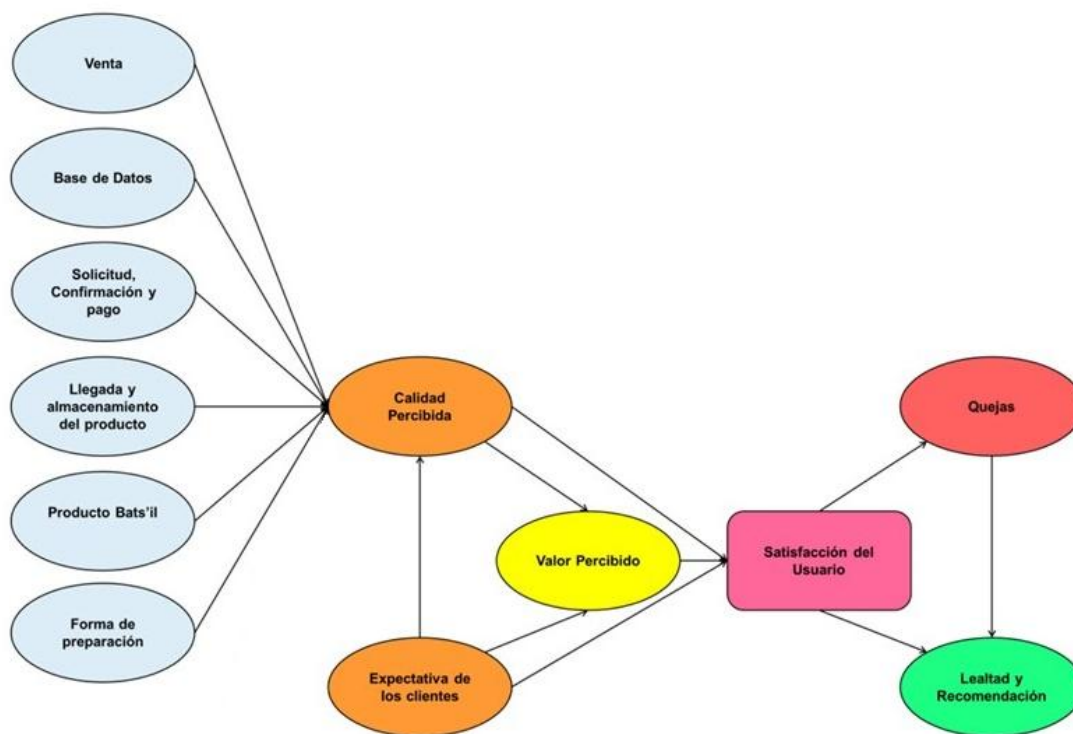 Venta
Base de Datos
Solicitud,
Confirmación y
pago
Llegada y
almacenamiento
del producto
Producto Bats'il
Forma de
preparación
Calidad
Percibida
Valor Percibido
Expectativa de
los clientes
Satisfacción del
Usuario
Quejas
Lealtad y
Recomendación